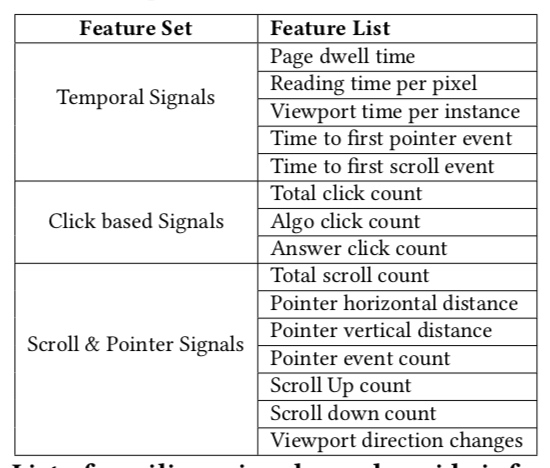 Feature Set Feature List
Temporal Signals
Page dwell time
Reading time per pixel
Viewport time per instance
Time to first pointer event
Time to first scroll event
Click based Signals
Total click count
Algo click count
Answer click count
Scroll & Pointer Signals
Total scroll count
Pointer horizontal distance
Pointer vertical distance
Pointer event count
Scroll Up count
Scroll down count
Viewport direction changes